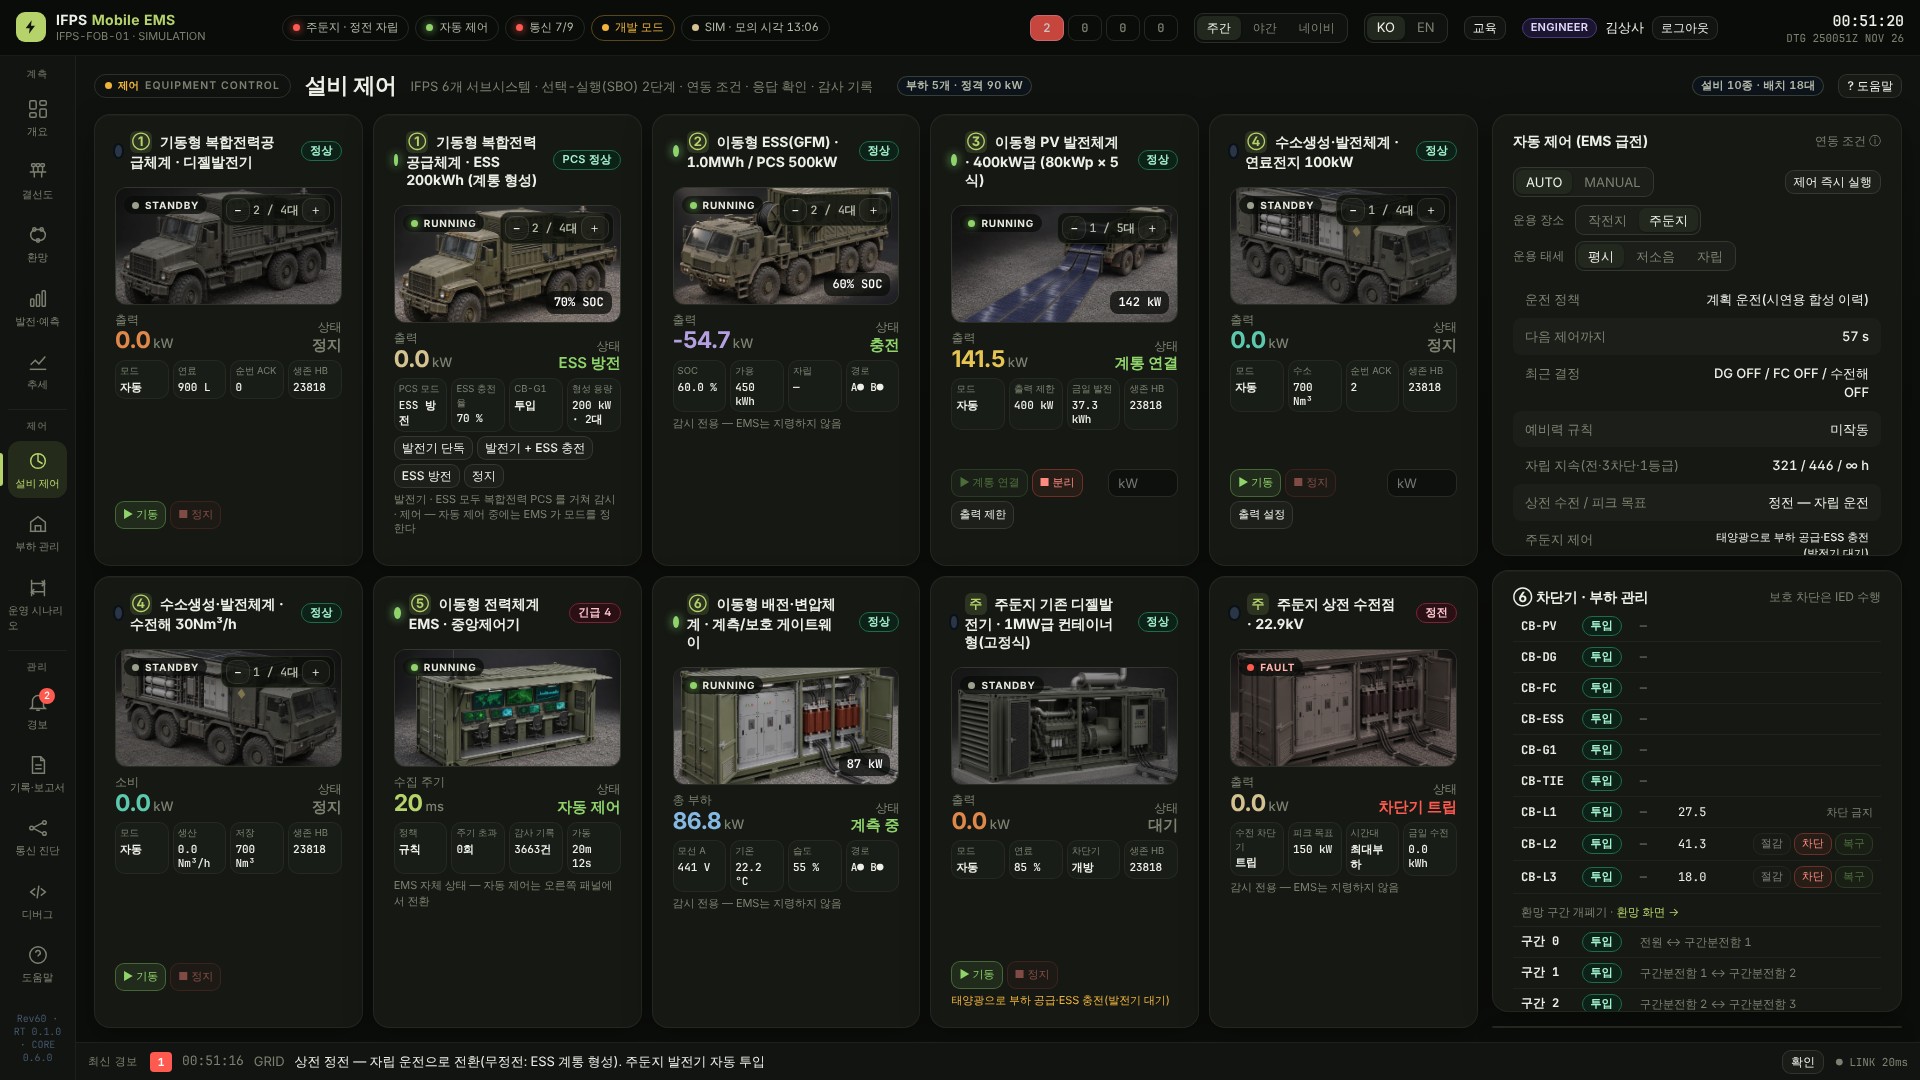 IFPS Mobile EMS
IFPS-FOB-01 · SIMULATION
주둔지 · 정전 자립
자동 제어
통신 7/9
개발 모드
SIM · 모의 시각 13:06
2
0
0
0
주간 야간 네이비
KO EN
교육
ENGINEER 김상사 로그아웃
00:51:20
DTG 250051Z NOV 26
계측
개요
결선도
환망
발전·예측
추세
제어
설비 제어
부하 관리
운영 시나리
오
관리
2
경보
기록·보고서
통신 진단
디버그
도움말
Rev60 ·
RT 0.1.0
· CORE
0.6.0
제어 EQUIPMENT CONTROL
설비 제어
IFPS 6개 서브시스템 · 선택-실행(SBO) 2단계 · 연동 조건 · 응답 확인 · 감사 기록
부하 5개 · 정격 90 kW
설비 10종 · 배치 18대
? 도움말
① 기동형 복합전력공
급체계 · 디젤발전기
정상
STANDBY
− 2 / 4대 +
출력
0.0 kW
상태
정지
모드
자동
연료
900 L
순번 ACK
0
생존 HB
23818
▶ 기동
■ 정지
① 기동형 복합전력
공급체계 · ESS
200kWh (계통 형성)
PCS 정상
RUNNING
− 2 / 4대 +
70% SOC
출력
0.0 kW
상태
ESS 방전
PCS 모드
ESS 방
전
ESS 충전
율
70 %
CB-G1
투입
형성 용량
200 kW
· 2대
발전기 단독
발전기 + ESS 충전
ESS 방전
정지
발전기 · ESS 모두 복합전력 PCS 를 거쳐 감시
· 제어 — 자동 제어 중에는 EMS 가 모드를 정
한다
② 이동형 ESS(GFM) ·
1.0MWh / PCS 500kW
정상
RUNNING
− 2 / 4대 +
60% SOC
출력
-54.7 kW
상태
충전
SOC
60.0 %
가용
450
kWh
자립
—
경로
A● B●
감시 전용 — EMS는 지령하지 않음
③ 이동형 PV 발전체계
· 400kW급 (80kWp × 5
식)
정상
RUNNING
− 1 / 5대 +
142 kW
출력
141.5 kW
상태
계통 연결
모드
자동
출력 제한
400 kW
금일 발전
37.3
kWh
생존 HB
23818
▶ 계통 연결
■ 분리
kW
출력 제한
④ 수소생성·발전체계 ·
연료전지 100kW
정상
STANDBY
− 1 / 4대 +
출력
0.0 kW
상태
정지
모드
자동
수소
700
Nm³
순번 ACK
2
생존 HB
23818
▶ 기동
■ 정지
kW
출력 설정
④ 수소생성·발전체계 ·
수전해 30Nm³/h
정상
STANDBY
− 1 / 4대 +
소비
0.0 kW
상태
정지
모드
자동
생산
0.0
Nm³/h
저장
700
Nm³
생존 HB
23818
▶ 기동
■ 정지
⑤ 이동형 전력체계
EMS · 중앙제어기
긴급 4
RUNNING
수집 주기
20 ms
상태
자동 제어
정책
규칙
주기 초과
0회
감사 기록
3663건
가동
20m
12s
EMS 자체 상태 — 자동 제어는 오른쪽 패널에
서 전환
⑥ 이동형 배전·변압체
계 · 계측/보호 게이트웨
이
정상
RUNNING
87 kW
총 부하
86.8 kW
상태
계측 중
모선 A
441 V
기온
22.2
°C
습도
55 %
경로
A● B●
감시 전용 — EMS는 지령하지 않음
주 주둔지 기존 디젤발
전기 · 1MW급 컨테이너
형(고정식)
정상
STANDBY
출력
0.0 kW
상태
대기
모드
자동
연료
85 %
차단기
개방
생존 HB
23818
▶ 기동
■ 정지
태양광으로 부하 공급·ESS 충전(발전기 대기)
주 주둔지 상전 수전점
· 22.9kV
정전
FAULT
출력
0.0 kW
상태
차단기 트립
수전 차단
기
트립
피크 목표
150 kW
시간대
최대부
하
금일 수전
0.0
kWh
감시 전용 — EMS는 지령하지 않음
자동 제어 (EMS 급전)
연동 조건 ⓘ
AUTO MANUAL
제어 즉시 실행
운용 장소 작전지 주둔지
운용 태세 평시 저소음 자립
운전 정책 계획 운전(시연용 합성 이력)
다음 제어까지 57 s
최근 결정 DG OFF / FC OFF / 수전해
OFF
예비력 규칙 미작동
자립 지속(전·3차단·1등급) 321 / 446 / ∞ h
상전 수전 / 피크 목표 정전 — 자립 운전
주둔지 제어 태양광으로 부하 공급·ESS 충전
(발전기 대기)
⑥ 차단기 · 부하 관리
보호 차단은 IED 수행
CB-PV 투입 —
CB-DG 투입 —
CB-FC 투입 —
CB-ESS 투입 —
CB-G1 투입 —
CB-TIE 투입 —
CB-L1 투입 — 27.5 차단 금지
CB-L2 투입 — 41.3 절감 차단 복구
CB-L3 투입 — 18.0 절감 차단 복구
환망 구간 개폐기 · 환망 화면 →
구간 0 투입 전원 ↔ 구간분전함 1
구간 1 투입 구간분전함 1 ↔ 구간분전함 2
구간 2 투입 구간분전함 2 ↔ 구간분전함 3
최신 경보 1 00:51:16 GRID 상전 정전 — 자립 운전으로 전환(무정전: ESS 계통 형성). 주둔지 발전기 자동 투입
확인
LINK 20ms